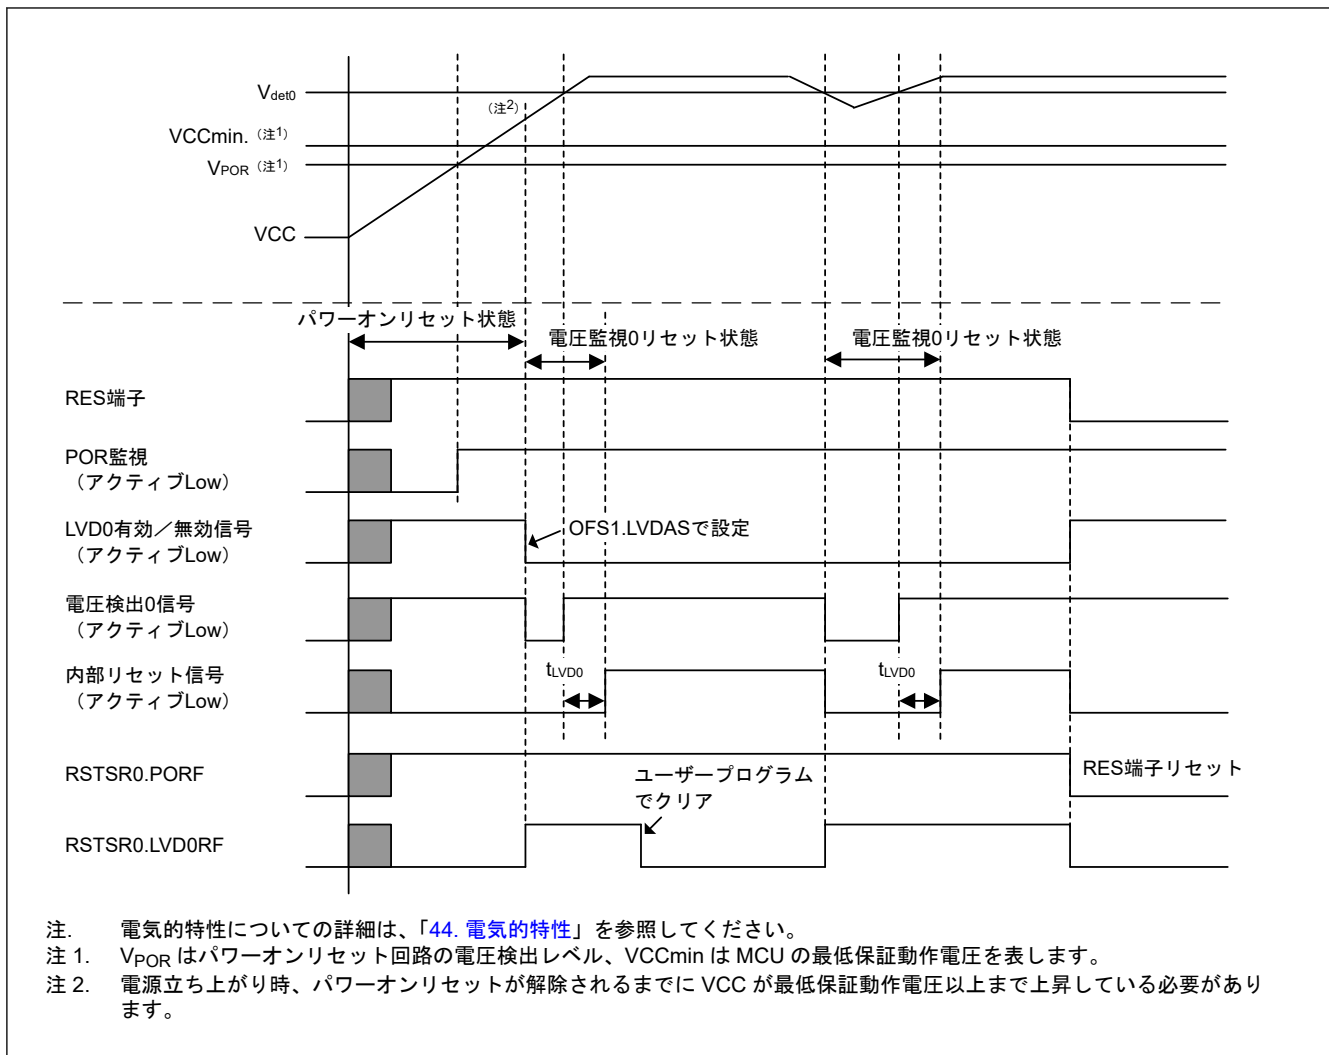 Vdet0
(注2)
VCCmin. (注1)
VPOR (注1)
VCC
パワーオンリセット状態
電圧監視0リセット状態
電圧監視0リセット状態
RES端子
POR監視
(アクティブLow)
LVD0有効/無効信号
(アクティブLow)
OFS1.LVDASで設定
電圧検出0信号
(アクティブLow)
内部リセット信号
(アクティブLow)
tLVD0
tLVD0
RSTSR0.PORF
ユーザープログラム
でクリア
RES端子リセット
RSTSR0.LVD0RF
注. 電気的特性についての詳細は、「44. 電気的特性」を参照してください。
注 1. VPOR はパワーオンリセット回路の電圧検出レベル、VCCmin は MCU の最低保証動作電圧を表します。
注 2. 電源立ち上がり時、パワーオンリセットが解除されるまでに VCC が最低保証動作電圧以上まで上昇している必要があり
ます。